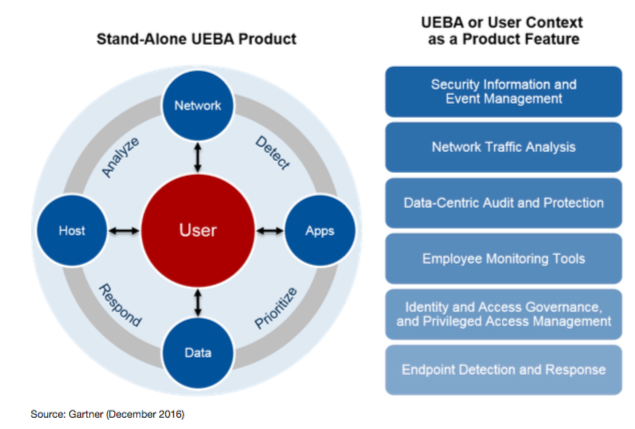 Stand-Alone UEBA Product
Network
Analyze
Detect
Host
User
Apps
Respond
Prioritize
Data
UEBA or User Context
as a Product Feature
Security Information and
Event Management
Network Traffic Analysis
Data-Centric Audit and Protection
Employee Monitoring Tools
Identity and Access Governance,
and Privileged Access Management
Endpoint Detection and Response
Source: Gartner (December 2016)